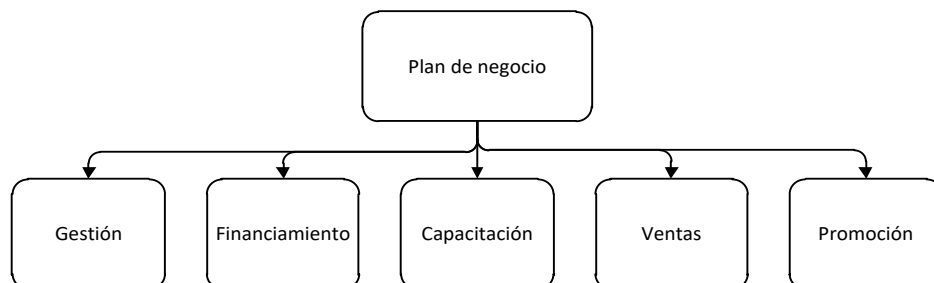 Plan de negocio
Gestión
Financiamiento
Capacitación
Ventas
Promoción